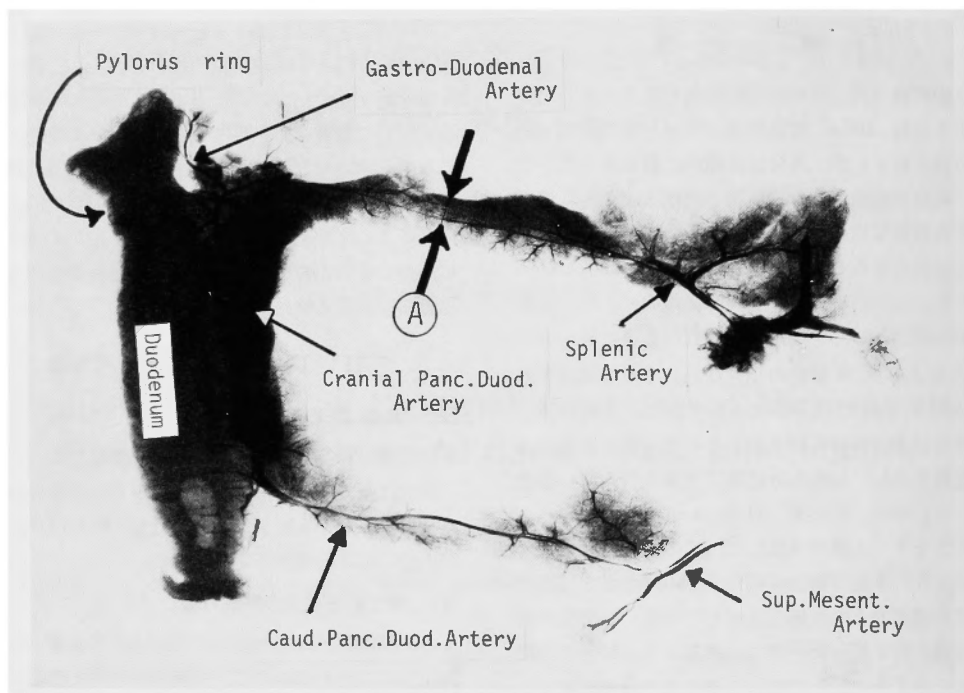 Pylorus ring
Gastro-Duodenal
Artery
A
Duodenum
Cranial Panc.Duod.
Artery
Splenic
Artery
Caud.Panc.Duod.Artery
Sup.Mesent.
Artery